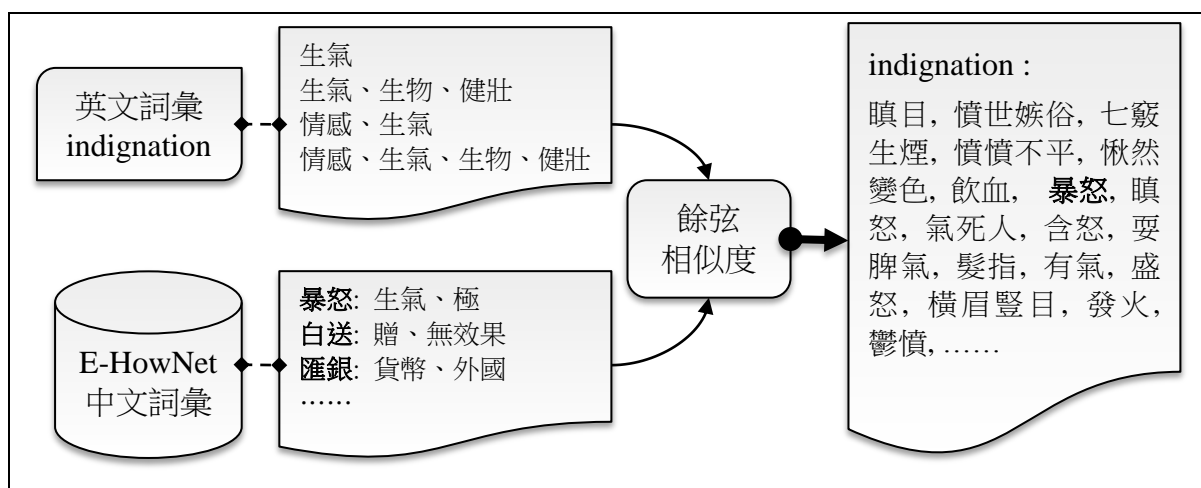 英文詞彙
indignation
生氣
生氣、生物、健壯
情感、生氣
情感、生氣、生物、健壯
E-HowNet
中文詞彙
暴怒: 生氣、極
白送: 贈、無效果
匯銀: 貨幣、外國
……
餘弦
相似度
indignation :
瞋目, 憤世嫉俗, 七竅
生煙, 憤憤不平, 愀然
變色, 飲血, 暴怒, 瞋
怒, 氣死人, 含怒, 耍
脾氣, 髮指, 有氣, 盛
怒, 橫眉豎目, 發火,
鬱憤, ……